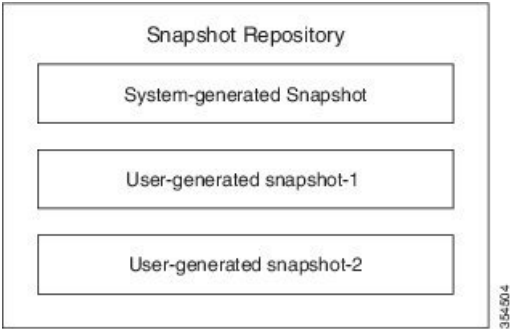 Snapshot Repository
System-generated Snapshot
User-generated snapshot-1
User-generated snapshot-2
354504